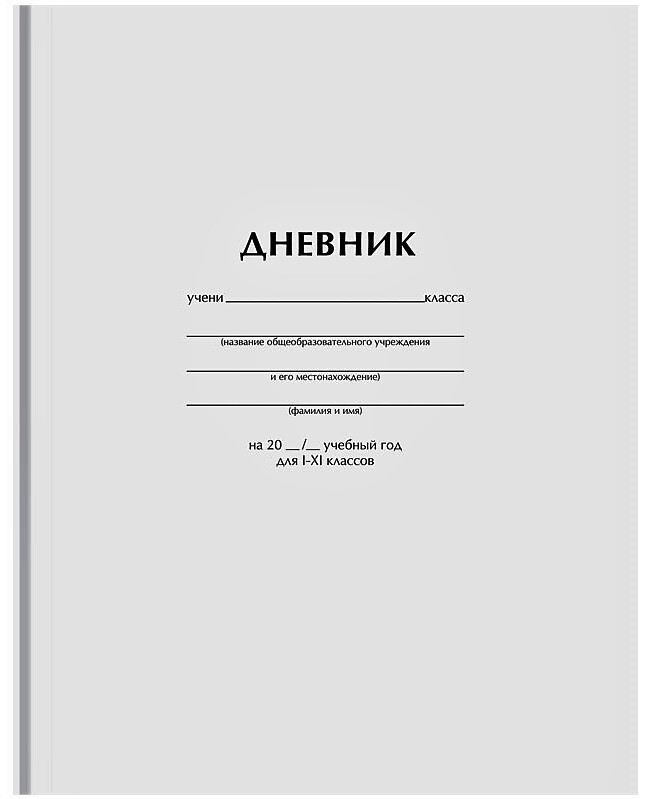 ДНЕВНИК
учени ____________________ класса
(название общеобразовательного учреждения
и его местонахождение)
(фамилия и имя)
на 20 __/__ учебный год
для I-XI классов